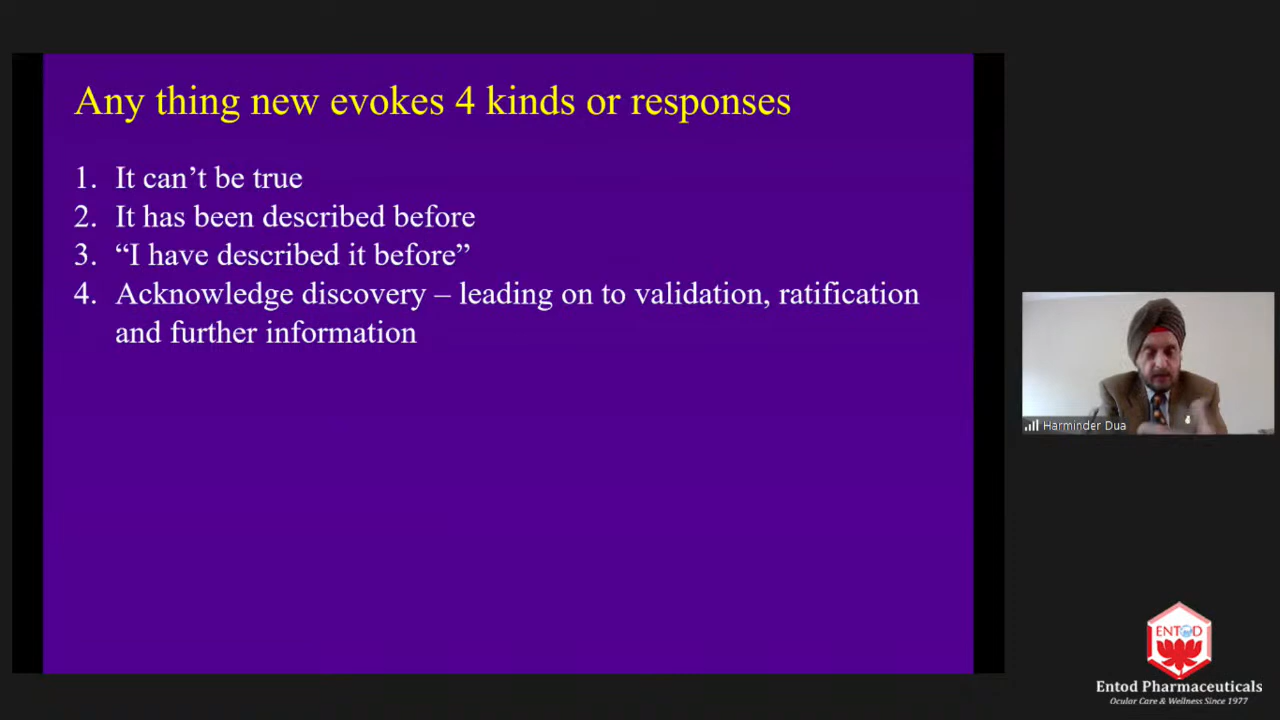 Any thing new evokes 4 kinds or responses
1. It can’t be true
2. It has been described before
3. “I have described it before”
4. Acknowledge discovery – leading on to validation, ratification
and further information
Harminder Dua
ENTOD
Entod Pharmaceuticals
Ocular Care & Wellness Since 1977